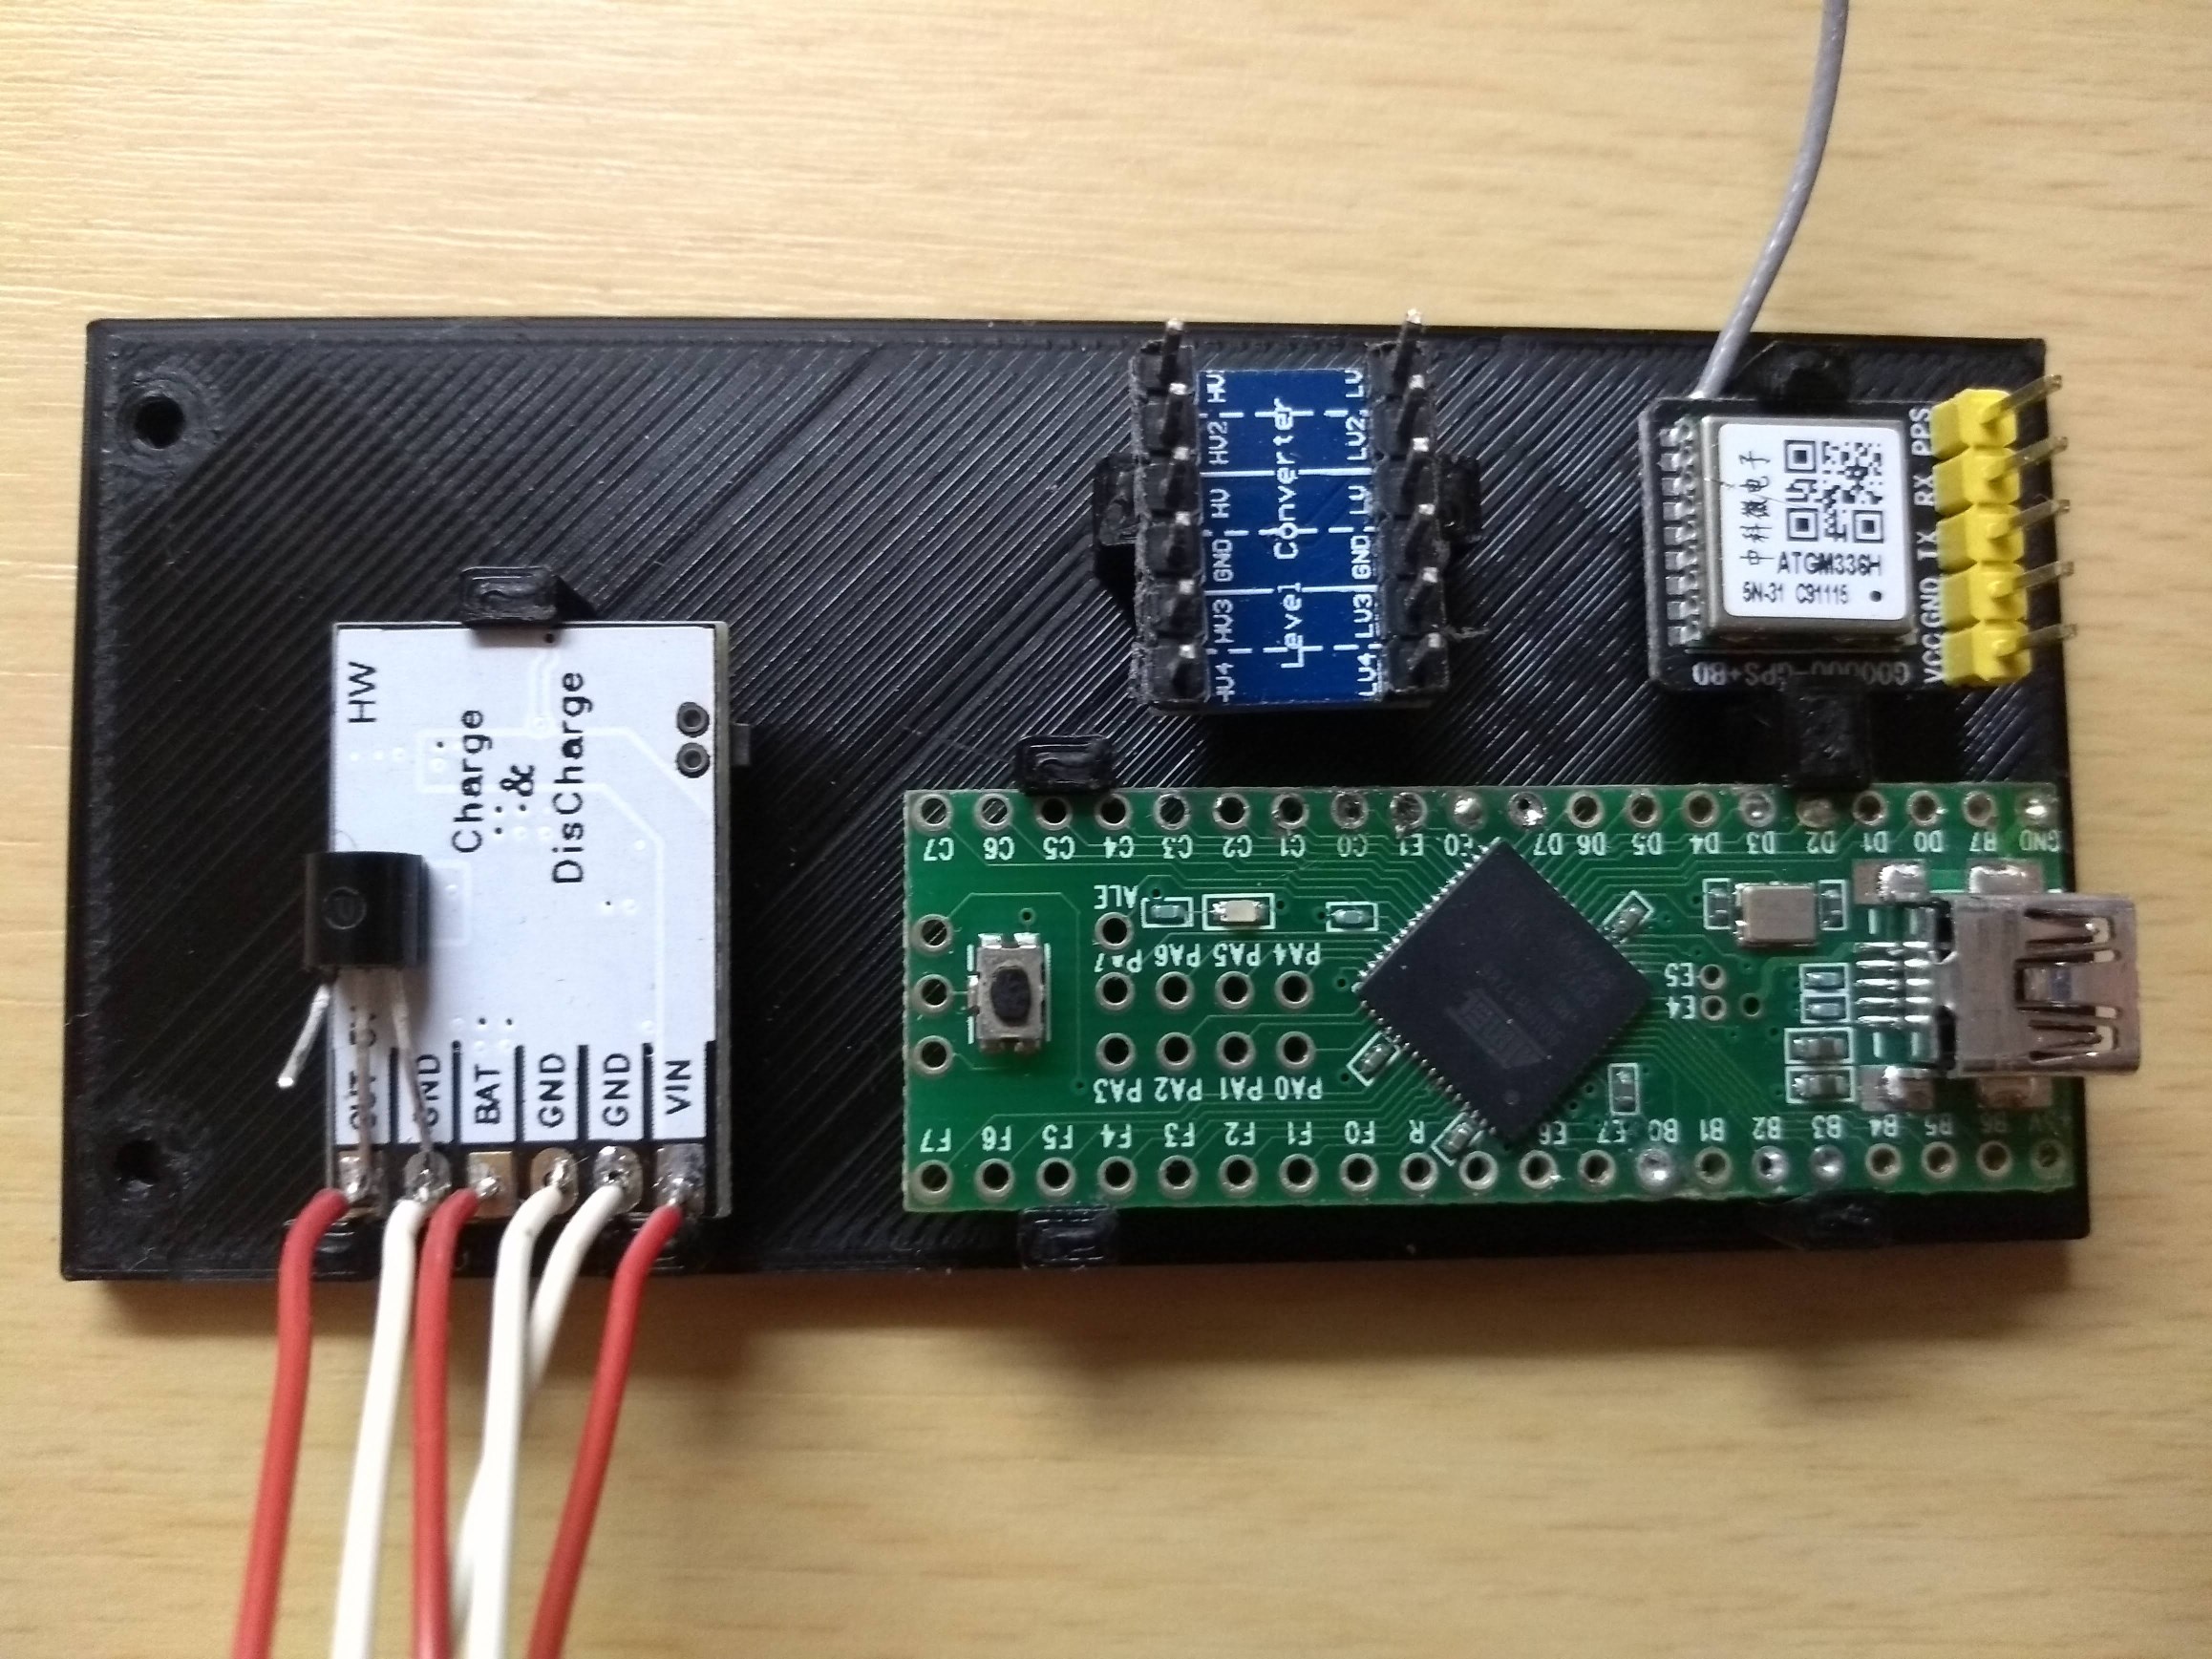 HW
Charge
&
DisCharge
OUT 5V
GND
BAT
GND
GND
VIN
HV2
HV
GND
HV3
HV4
Level Converter
LV2
LV
GND
LV3
LV4
中科微电子
ATGM336H
5N-31 C91115
PPS
RX
TX
GND
VCC
GPS+BD
C7 C6 C5 C4 C3 C2 C1 C0 E1 E0 D7 D6 D5 D4 D3 D2 D1 D0 B7 GND
ALE
PA7 PA6 PA5 PA4
PA3 PA2 PA1 PA0
E5
E4
ATMEL
F7 F6 F5 F4 F3 F2 F1 F0 R E6 E7 B0 B1 B2 B3 B4 B5 B6